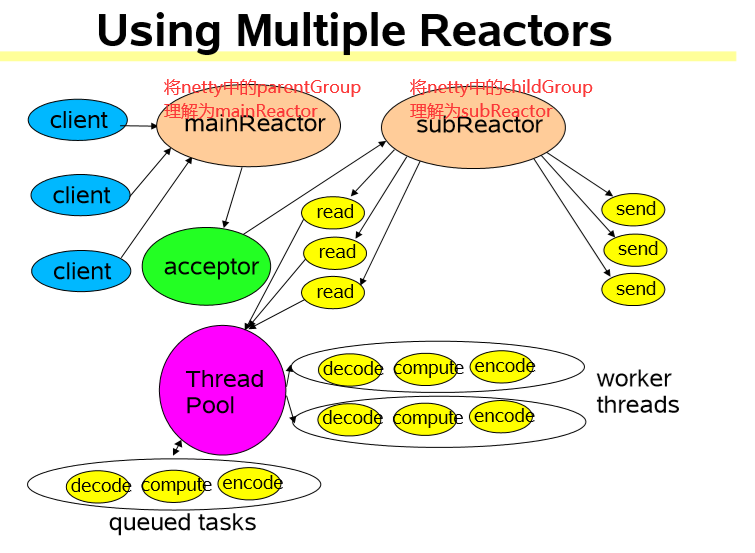 Using Multiple Reactors
将netty中的parentGroup
理解为mainReactor
将netty中的childGroup
理解为subReactor
client
mainReactor
subReactor
client
read
send
client
acceptor
read
send
read
send
Thread
Pool
decode compute encode
worker
threads
decode compute encode
decode compute encode
queued tasks